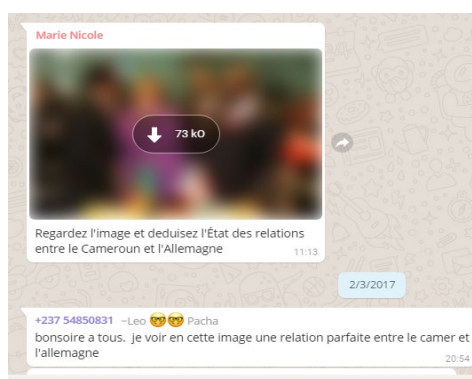 Marie Nicole
73 kO
Regardez l'image et deduisez l'État des relations
entre le Cameroun et l'Allemagne
11:13
2/3/2017
+237 54850831 ~Leo 🤓🤓 Pacha
bonsoire a tous. je voir en cette image une relation parfaite entre le camer et
l'allemagne
20:54